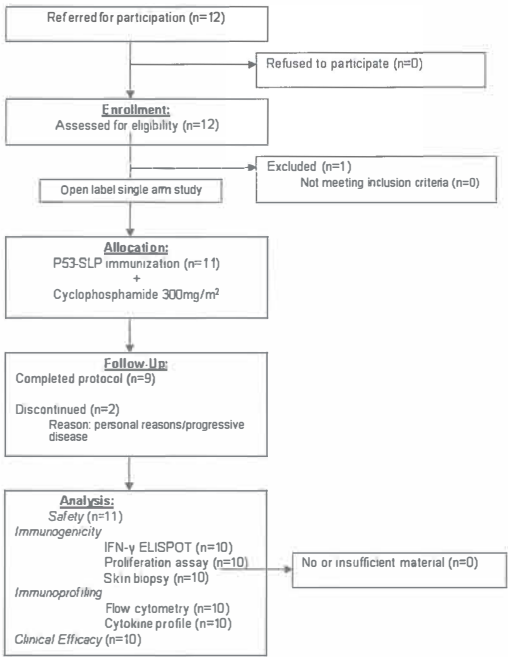 Referred for participation (n=12)
Refused to participate (n=0)
Enrollment:
Assessed for eligibility (n=12)
Excluded (n=1)
Not meeting inclusion criteria (n=0)
Open label single arm study
Allocation:
P53-SLP immunization (n=11)
+
Cyclophosphamide 300mg/m²
Follow-Up:
Completed protocol (n=9)
Discontinued (n=2)
Reason: personal reasons/progressive
disease
Analysis:
Safety (n=11)
Immunogenicity
IFN-γ ELISPOT (n=10)
Proliferation assay (n=10)
Skin biopsy (n=10)
No or insufficient material (n=0)
Immunoprofiling
Flow cytometry (n=10)
Cytokine profile (n=10)
Clinical Efficacy (n=10)